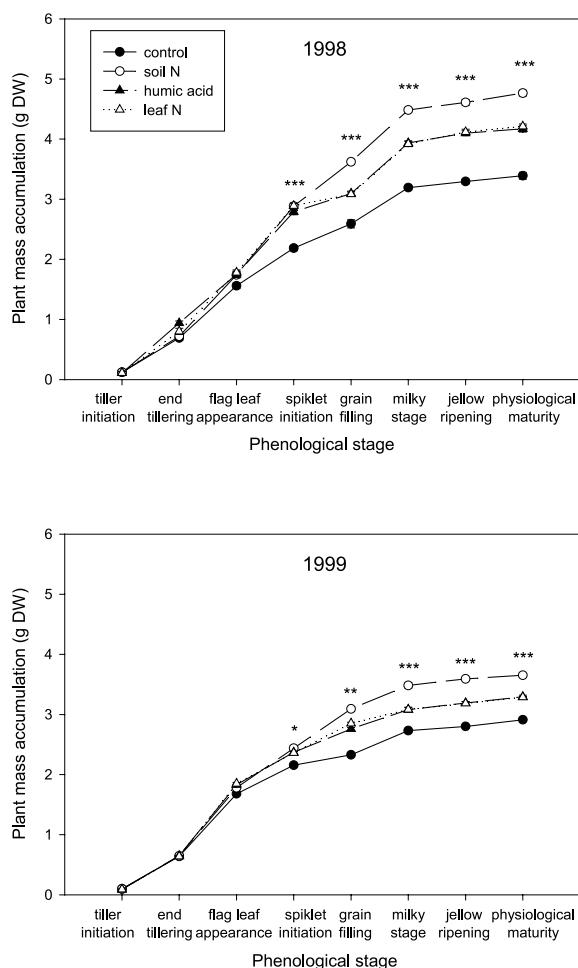 1998
control
soil N
humic acid
leaf N
Plant mass accumulation (g DW)
6
5
4
3
2
1
0
***
***
***
***
***
tiller initiation
end tillering
flag leaf appearance
spiklet initiation
grain filling
milky stage
jellow ripening
physiological maturity
Phenological stage
1999
Plant mass accumulation (g DW)
6
5
4
3
2
1
0
*
**
***
***
***
tiller initiation
end tillering
flag leaf appearance
spiklet initiation
grain filling
milky stage
jellow ripening
physiological maturity
Phenological stage